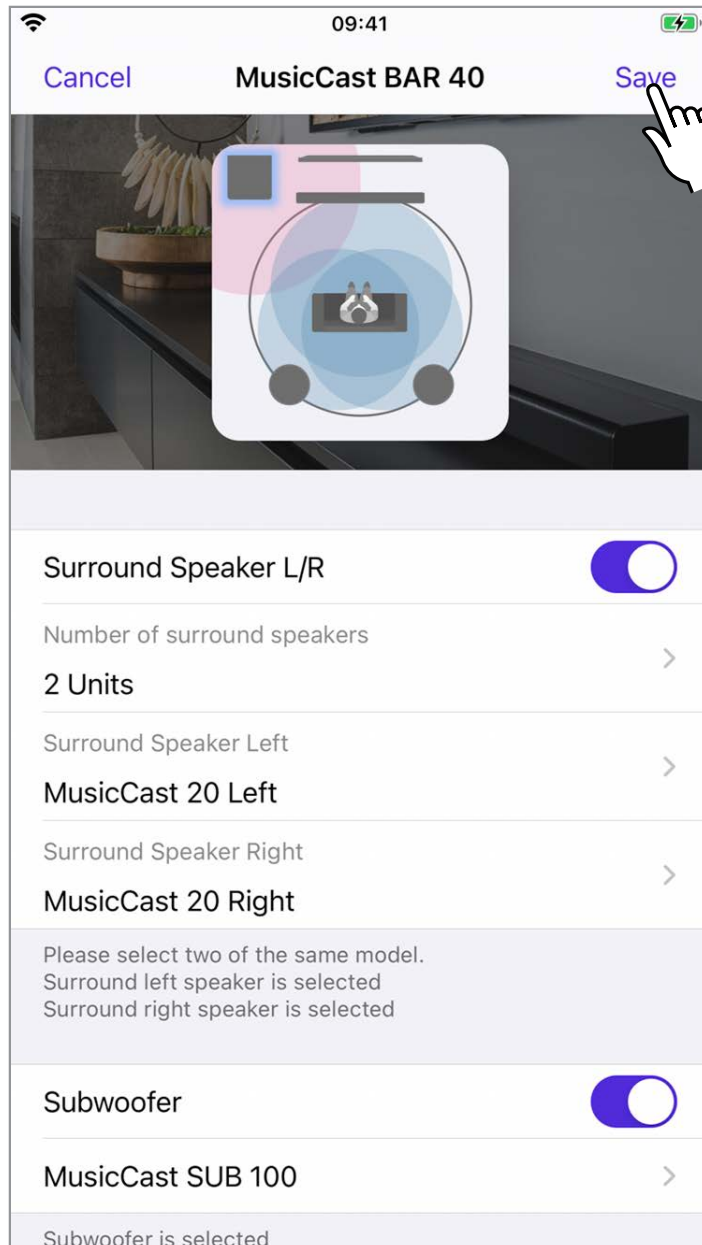 09:41
Cancel MusicCast BAR 40 Save
Surround Speaker L/R
Number of surround speakers
2 Units
Surround Speaker Left
MusicCast 20 Left
Surround Speaker Right
MusicCast 20 Right
Please select two of the same model.
Surround left speaker is selected
Surround right speaker is selected
Subwoofer
MusicCast SUB 100
Subwoofer is selected